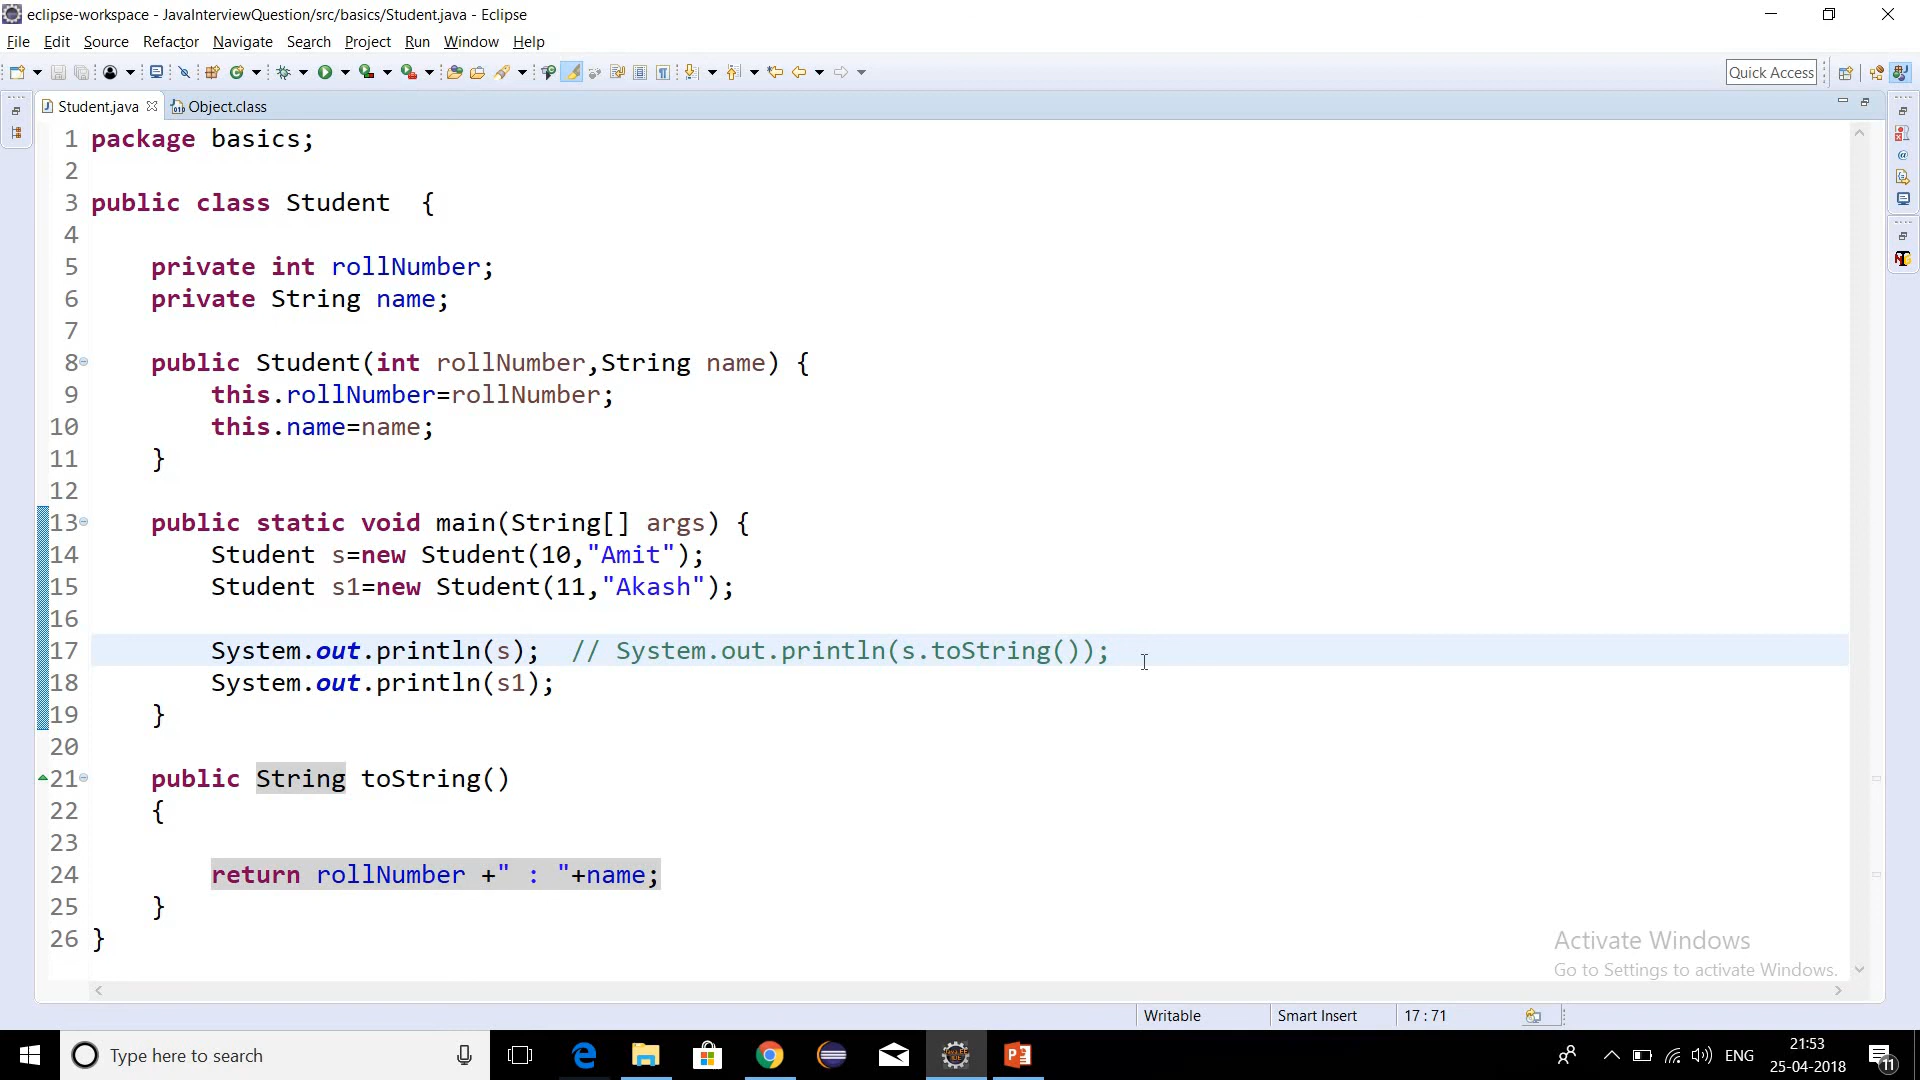 eclipse-workspace - JavaInterviewQuestion/src/basics/Student.java - Eclipse
File Edit Source Refactor Navigate Search Project Run Window Help
Quick Access
Student.java Object.class
1 package basics;
2
3 public class Student  {
4
5     private int rollNumber;
6     private String name;
7
8     public Student(int rollNumber,String name) {
9         this.rollNumber=rollNumber;
10         this.name=name;
11     }
12
13     public static void main(String[] args) {
14         Student s=new Student(10,"Amit");
15         Student s1=new Student(11,"Akash");
16
17         System.out.println(s);  // System.out.println(s.toString());
18         System.out.println(s1);
19     }
20
21     public String toString()
22     {
23
24         return rollNumber +" : "+name;
25     }
26 }
Activate Windows
Go to Settings to activate Windows.
Writable Smart Insert 17 : 71
Type here to search
ENG
21:53
25-04-2018
11